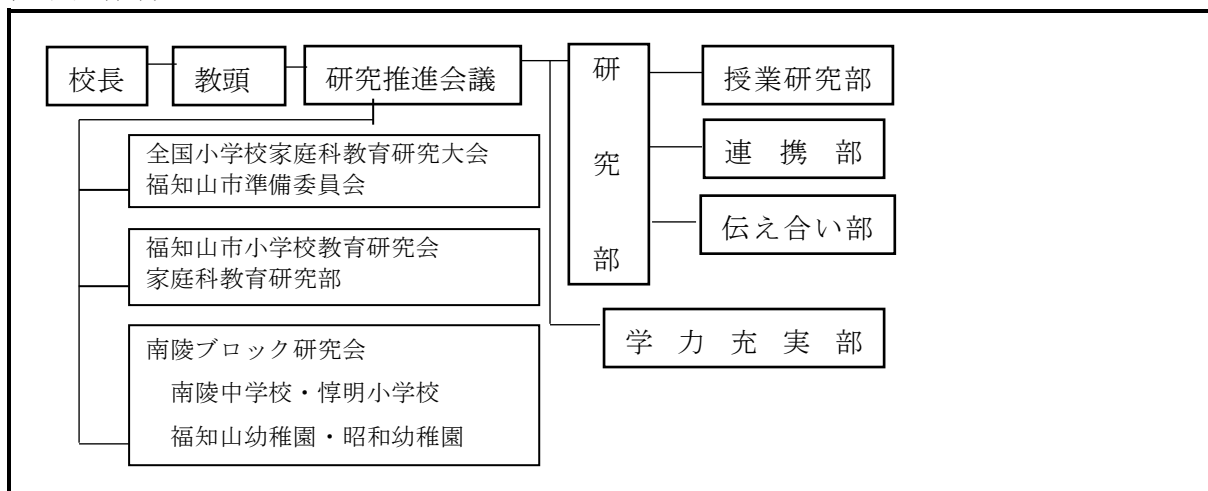 校長
教頭
研究推進会議
研究部
授業研究部
連携部
伝え合い部
学力充実部
全国小学校家庭科教育研究大会
福知山市準備委員会
福知山市小学校教育研究会
家庭科教育研究部
南陵ブロック研究会
南陵中学校・惇明小学校
福知山幼稚園・昭和幼稚園